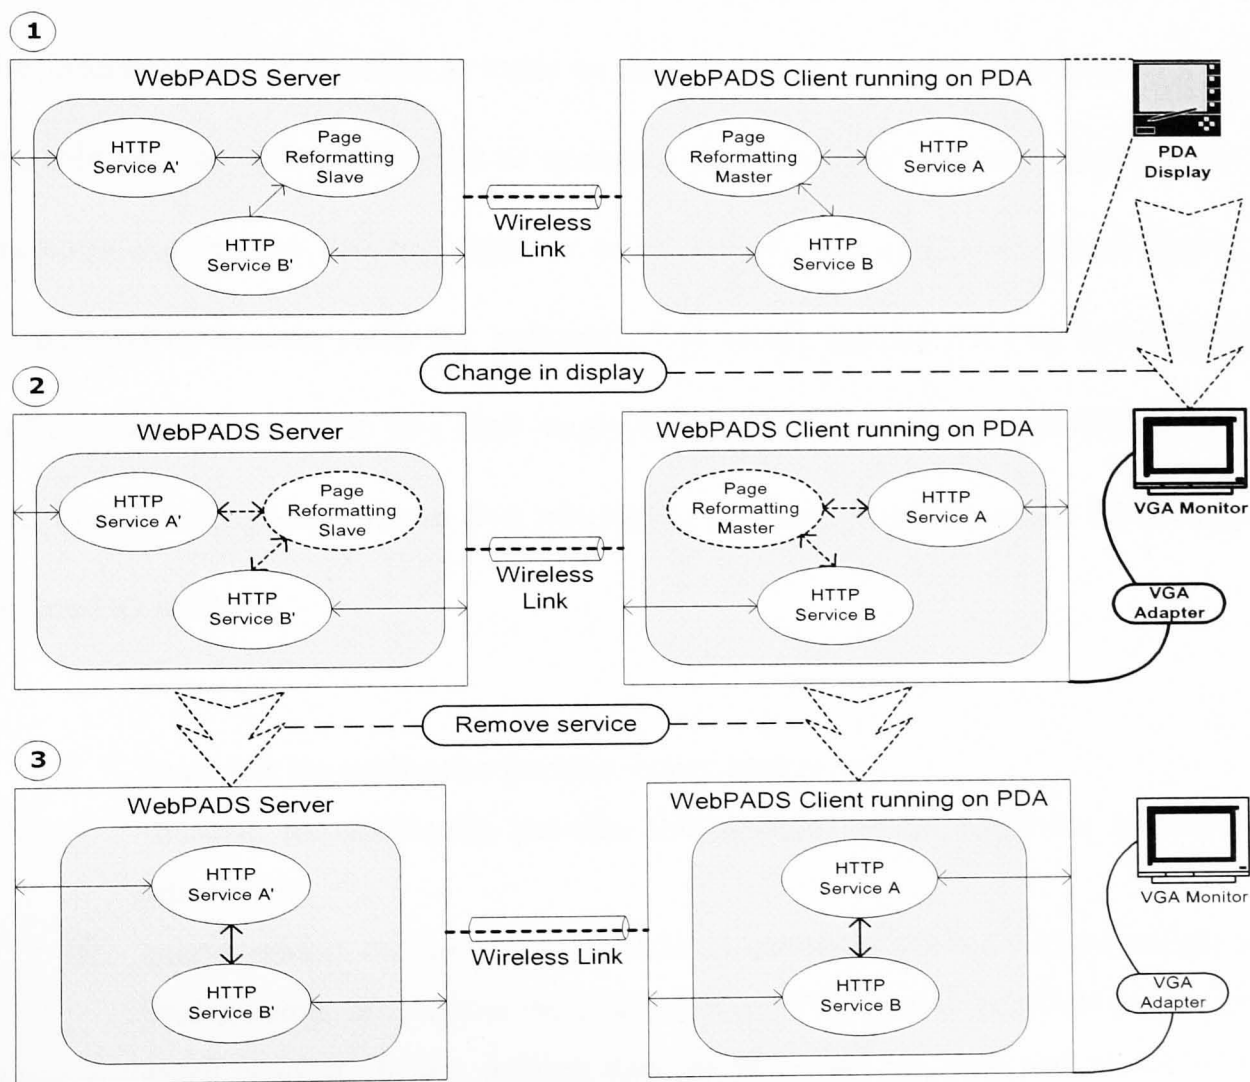 1
WebPADS Server
HTTP
Service A'
Page
Reformatting
Slave
HTTP
Service B'
Wireless
Link
WebPADS Client running on PDA
Page
Reformatting
Master
HTTP
Service A
HTTP
Service B
PDA
Display
Change in display
2
WebPADS Server
HTTP
Service A'
Page
Reformatting
Slave
HTTP
Service B'
Wireless
Link
WebPADS Client running on PDA
Page
Reformatting
Master
HTTP
Service A
HTTP
Service B
VGA Monitor
VGA
Adapter
Remove service
3
WebPADS Server
HTTP
Service A'
HTTP
Service B'
Wireless Link
WebPADS Client running on PDA
HTTP
Service A
HTTP
Service B
VGA Monitor
VGA
Adapter